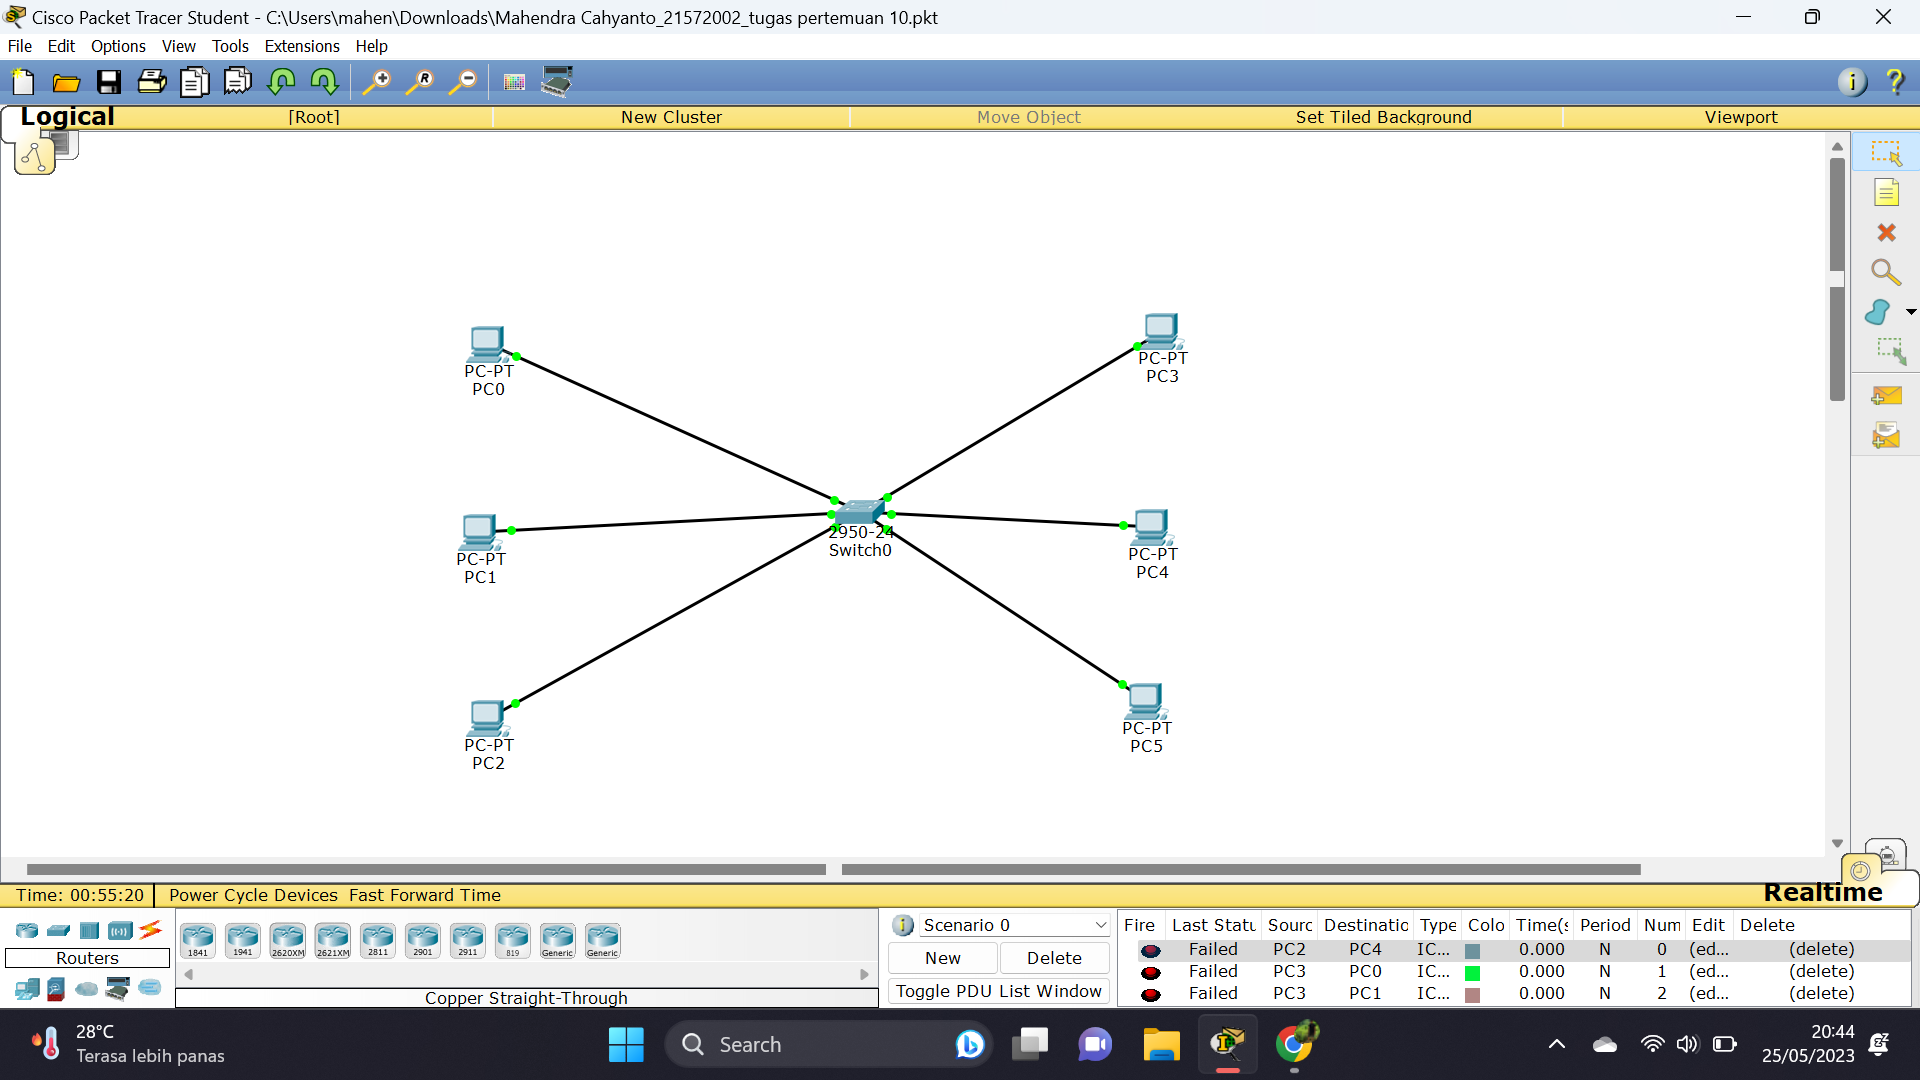 Cisco Packet Tracer Student - C:\Users\mahen\Downloads\Mahendra Cahyanto_21572002_tugas pertemuan 10.pkt
File Edit Options View Tools Extensions Help
Logical [Root] New Cluster Move Object Set Tiled Background Viewport
PC-PT
PC0
PC-PT
PC3
PC-PT
PC1
2950-24
Switch0
PC-PT
PC4
PC-PT
PC2
PC-PT
PC5
Time: 00:55:20 Power Cycle Devices Fast Forward Time Realtime
Routers
1841 1941 2620XM 2621XM 2811 2901 2911 819 Generic Generic
Copper Straight-Through
Scenario 0
New Delete
Toggle PDU List Window
Fire Last Statu Sourc Destinatic Type Colo Time(s Period Num Edit Delete
Failed PC2 PC4 IC... 0.000 N 0 (ed... (delete)
Failed PC3 PC0 IC... 0.000 N 1 (ed... (delete)
Failed PC3 PC1 IC... 0.000 N 2 (ed... (delete)
28°C
Terasa lebih panas
Search
20:44
25/05/2023